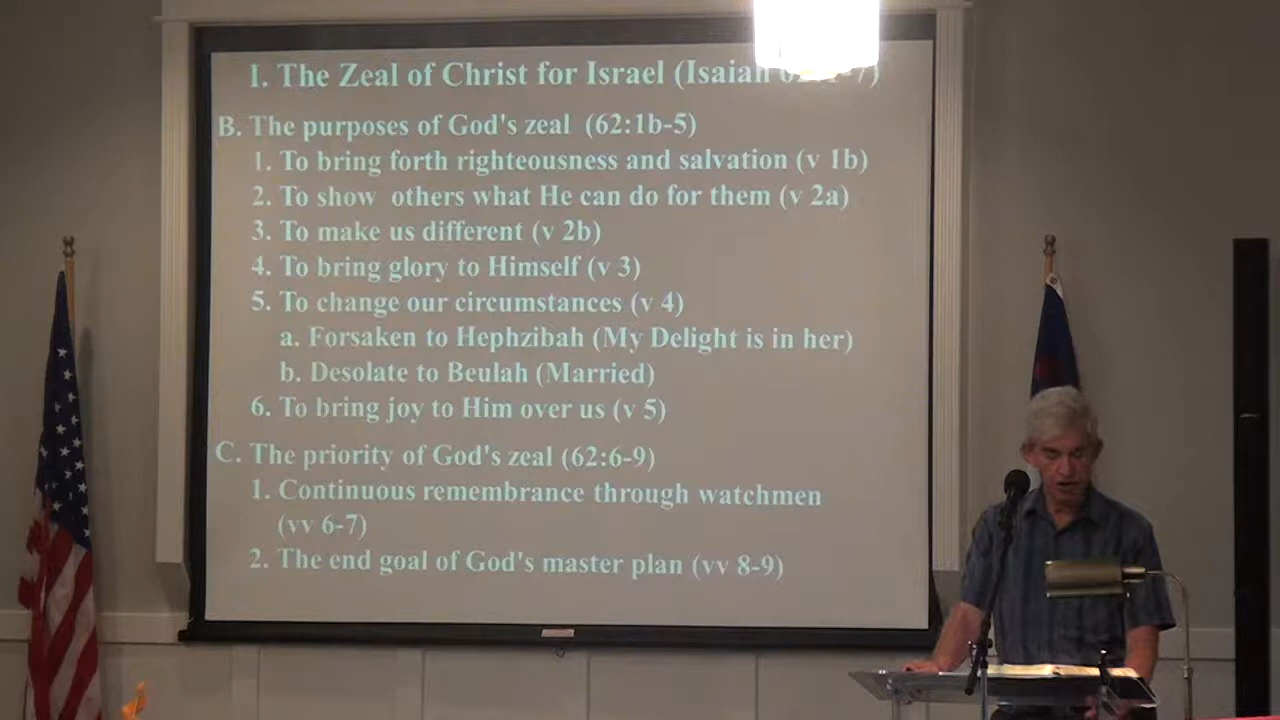 I. The Zeal of Christ for Israel (Isaiah 7)
B. The purposes of God's zeal (62:1b-5)
1. To bring forth righteousness and salvation (v 1b)
2. To show others what He can do for them (v 2a)
3. To make us different (v 2b)
4. To bring glory to Himself (v 3)
5. To change our circumstances (v 4)
a. Forsaken to Hephzibah (My Delight is in her)
b. Desolate to Beulah (Married)
6. To bring joy to Him over us (v 5)
C. The priority of God's zeal (62:6-9)
1. Continuous remembrance through watchmen
(vv 6-7)
2. The end goal of God's master plan (vv 8-9)